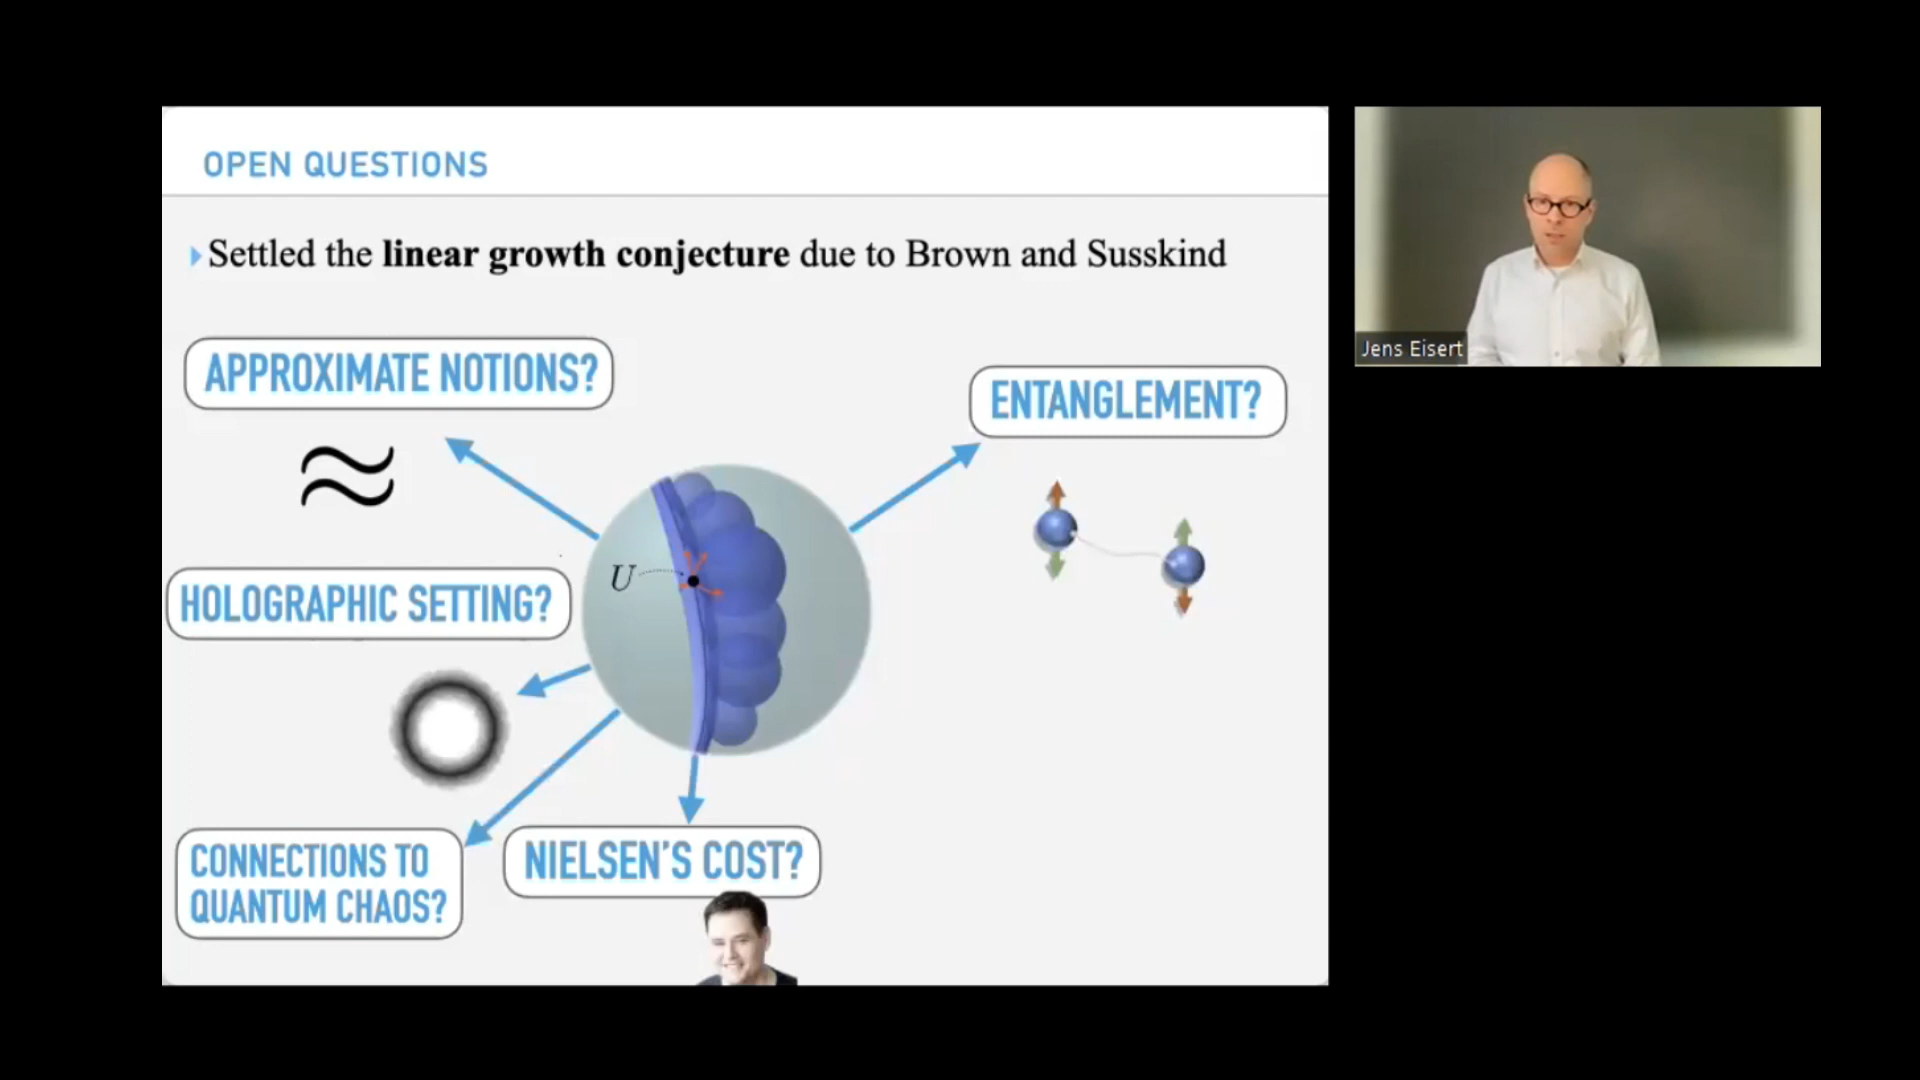 OPEN QUESTIONS
Settled the linear growth conjecture due to Brown and Susskind
APPROXIMATE NOTIONS?
ENTANGLEMENT?
≈
U
HOLOGRAPHIC SETTING?
CONNECTIONS TO
QUANTUM CHAOS?
NIELSEN'S COST?
Jens Eisert